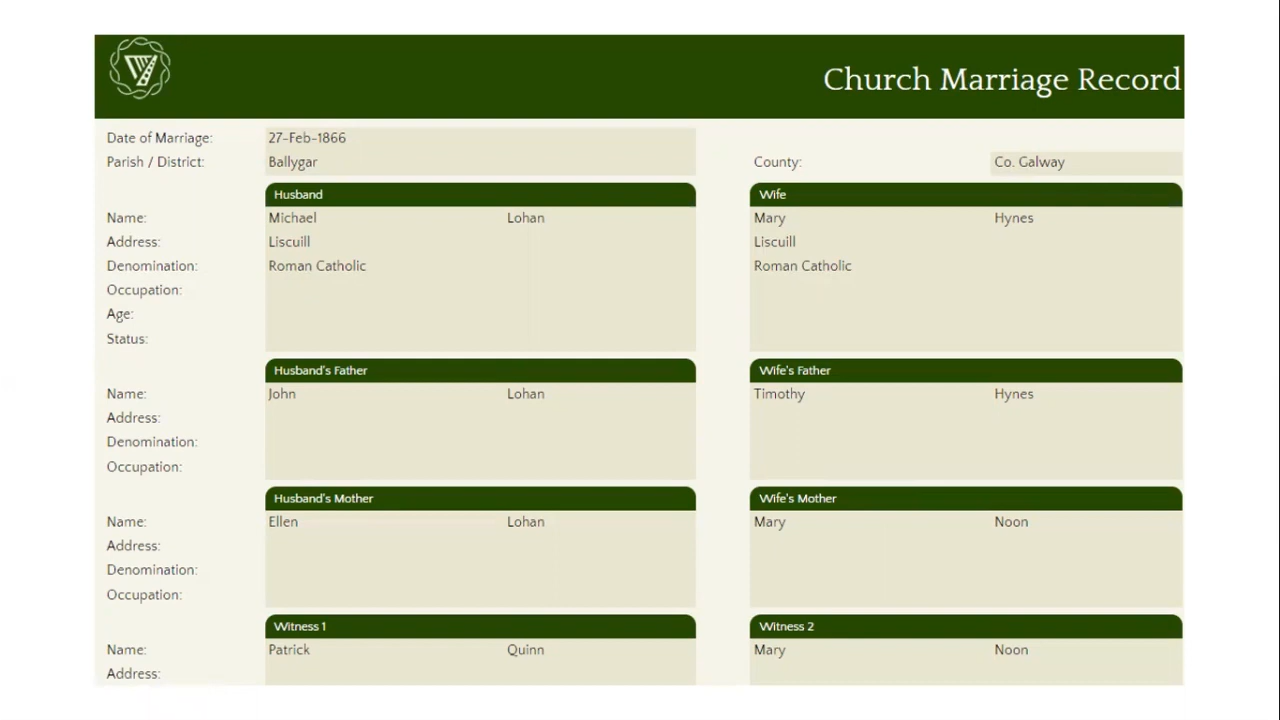 Church Marriage Record
Date of Marriage: 27-Feb-1866
Parish / District: Ballygar County: Co. Galway
Husband Wife
Name: Michael Lohan Mary Hynes
Address: Liscuill Liscuill
Denomination: Roman Catholic Roman Catholic
Occupation:
Age:
Status:
Husband's Father Wife's Father
Name: John Lohan Timothy Hynes
Address:
Denomination:
Occupation:
Husband's Mother Wife's Mother
Name: Ellen Lohan Mary Noon
Address:
Denomination:
Occupation:
Witness 1 Witness 2
Name: Patrick Quinn Mary Noon
Address: